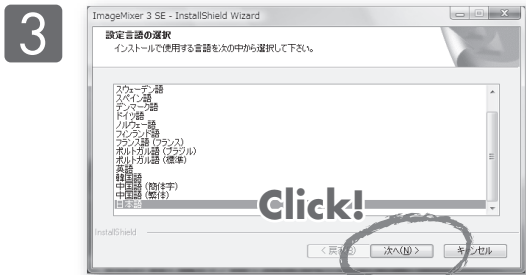 3
ImageMixer 3 SE - InstallShield Wizard
設定言語の選択
インストールで使用する言語を次の中から選択して下さい。
スウェーデン語
スペイン語
デンマーク語
ドイツ語
ノルウェー語
フィンランド語
フランス語 (フランス)
ポルトガル語 (ブラジル)
ポルトガル語 (標準)
英語
韓国語
中国語 (簡体字)
中国語 (繁体)
日本語
Click!
InstallShield
< 戻る(B)
次へ(N) >
キャンセル